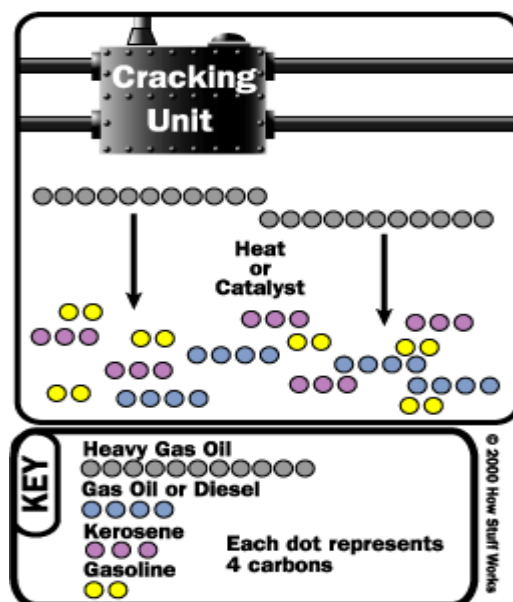 Cracking
Unit
Heat
or
Catalyst
KEY
Heavy Gas Oil
Gas Oil or Diesel
Kerosene
Gasoline
Each dot represents
4 carbons
© 2000 How Stuff Works